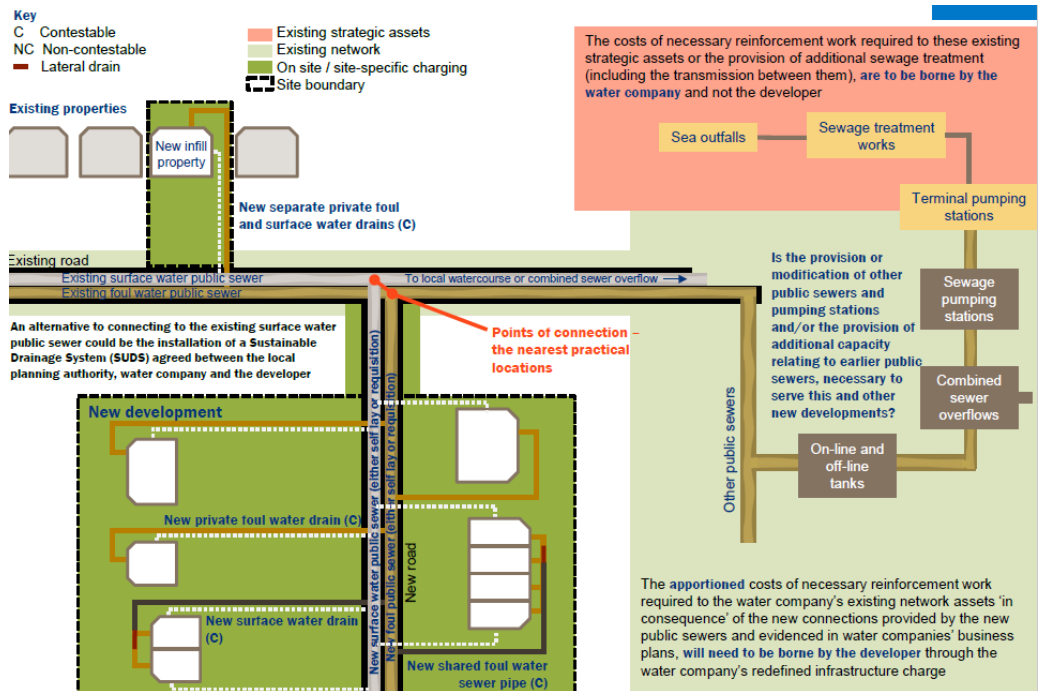 Key
C Contestable
NC Non-contestable
Lateral drain
Existing strategic assets
Existing network
On site / site-specific charging
Site boundary
Existing properties
New infill
property
New separate private foul
and surface water drains (C)
Existing road
Existing surface water public sewer
Existing foul water public sewer
To local watercourse or combined sewer overflow
An alternative to connecting to the existing surface water
public sewer could be the installation of a Sustainable
Drainage System (SUDS) agreed between the local
planning authority, water company and the developer
Points of connection –
the nearest practical
locations
New development
New private foul water drain (C)
New surface water drain
(C)
New surface water public sewer (either self lay or requisition)
New foul public sewer (either self lay or requisition)
New road
New shared foul water
sewer pipe (C)
The costs of necessary reinforcement work required to these existing
strategic assets or the provision of additional sewage treatment
(including the transmission between them), are to be borne by the
water company and not the developer
Sea outfalls
Sewage treatment
works
Terminal pumping
stations
Is the provision or
modification of other
public sewers and
pumping stations
and/or the provision of
additional capacity
relating to earlier public
sewers, necessary to
serve this and other
new developments?
Sewage
pumping
stations
Combined
sewer
overflows
On-line and
off-line
tanks
Other public sewers
The apportioned costs of necessary reinforcement work
required to the water company's existing network assets 'in
consequence' of the new connections provided by the new
public sewers and evidenced in water companies' business
plans, will need to be borne by the developer through the
water company's redefined infrastructure charge